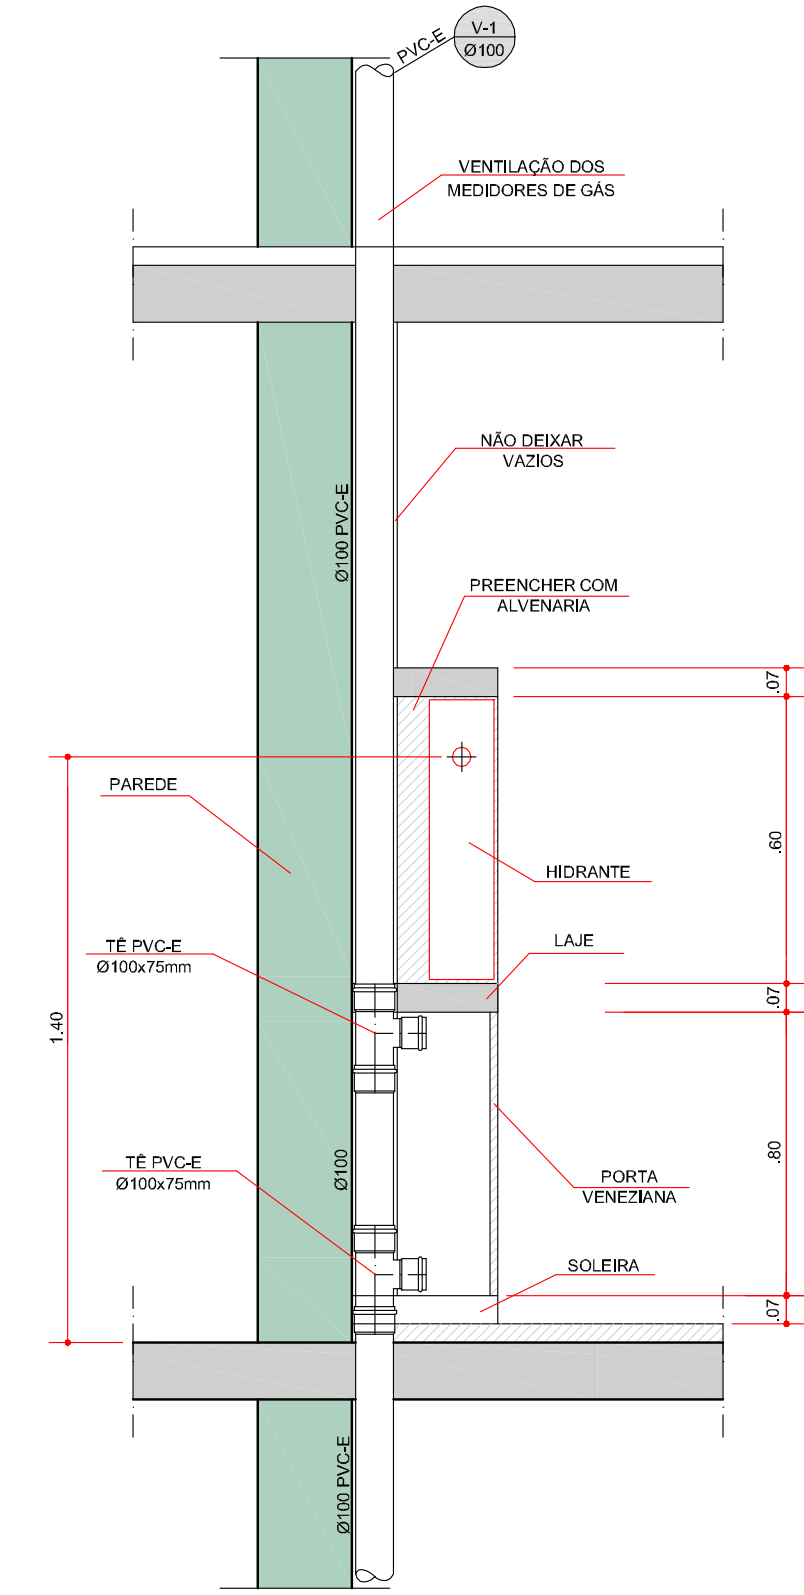 V-1
Ø100
PVC-E
VENTILAÇÃO DOS
MEDIDORES DE GÁS
NÃO DEIXAR
VAZIOS
Ø100 PVC-E
PREENCHER COM
ALVENARIA
.07
PAREDE
.60
HIDRANTE
TÊ PVC-E
Ø100x75mm
LAJE
.07
1.40
TÊ PVC-E
Ø100x75mm
Ø100
.80
PORTA
VENEZIANA
SOLEIRA
.07
Ø100 PVC-E